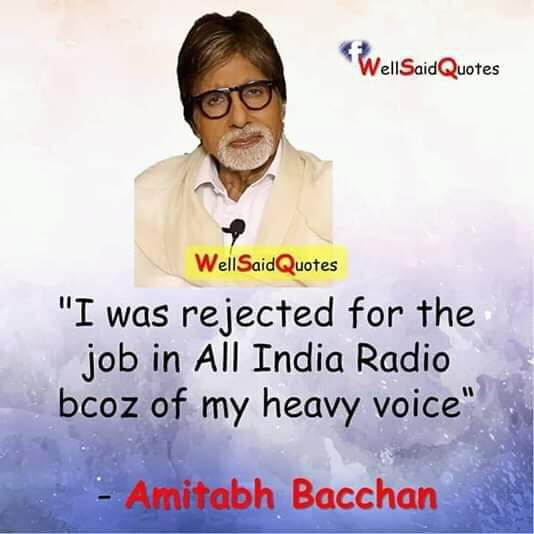 WellSaidQuotes
WellSaidQuotes
"I was rejected for the
job in All India Radio
bcoz of my heavy voice"
- Amitabh Bacchan